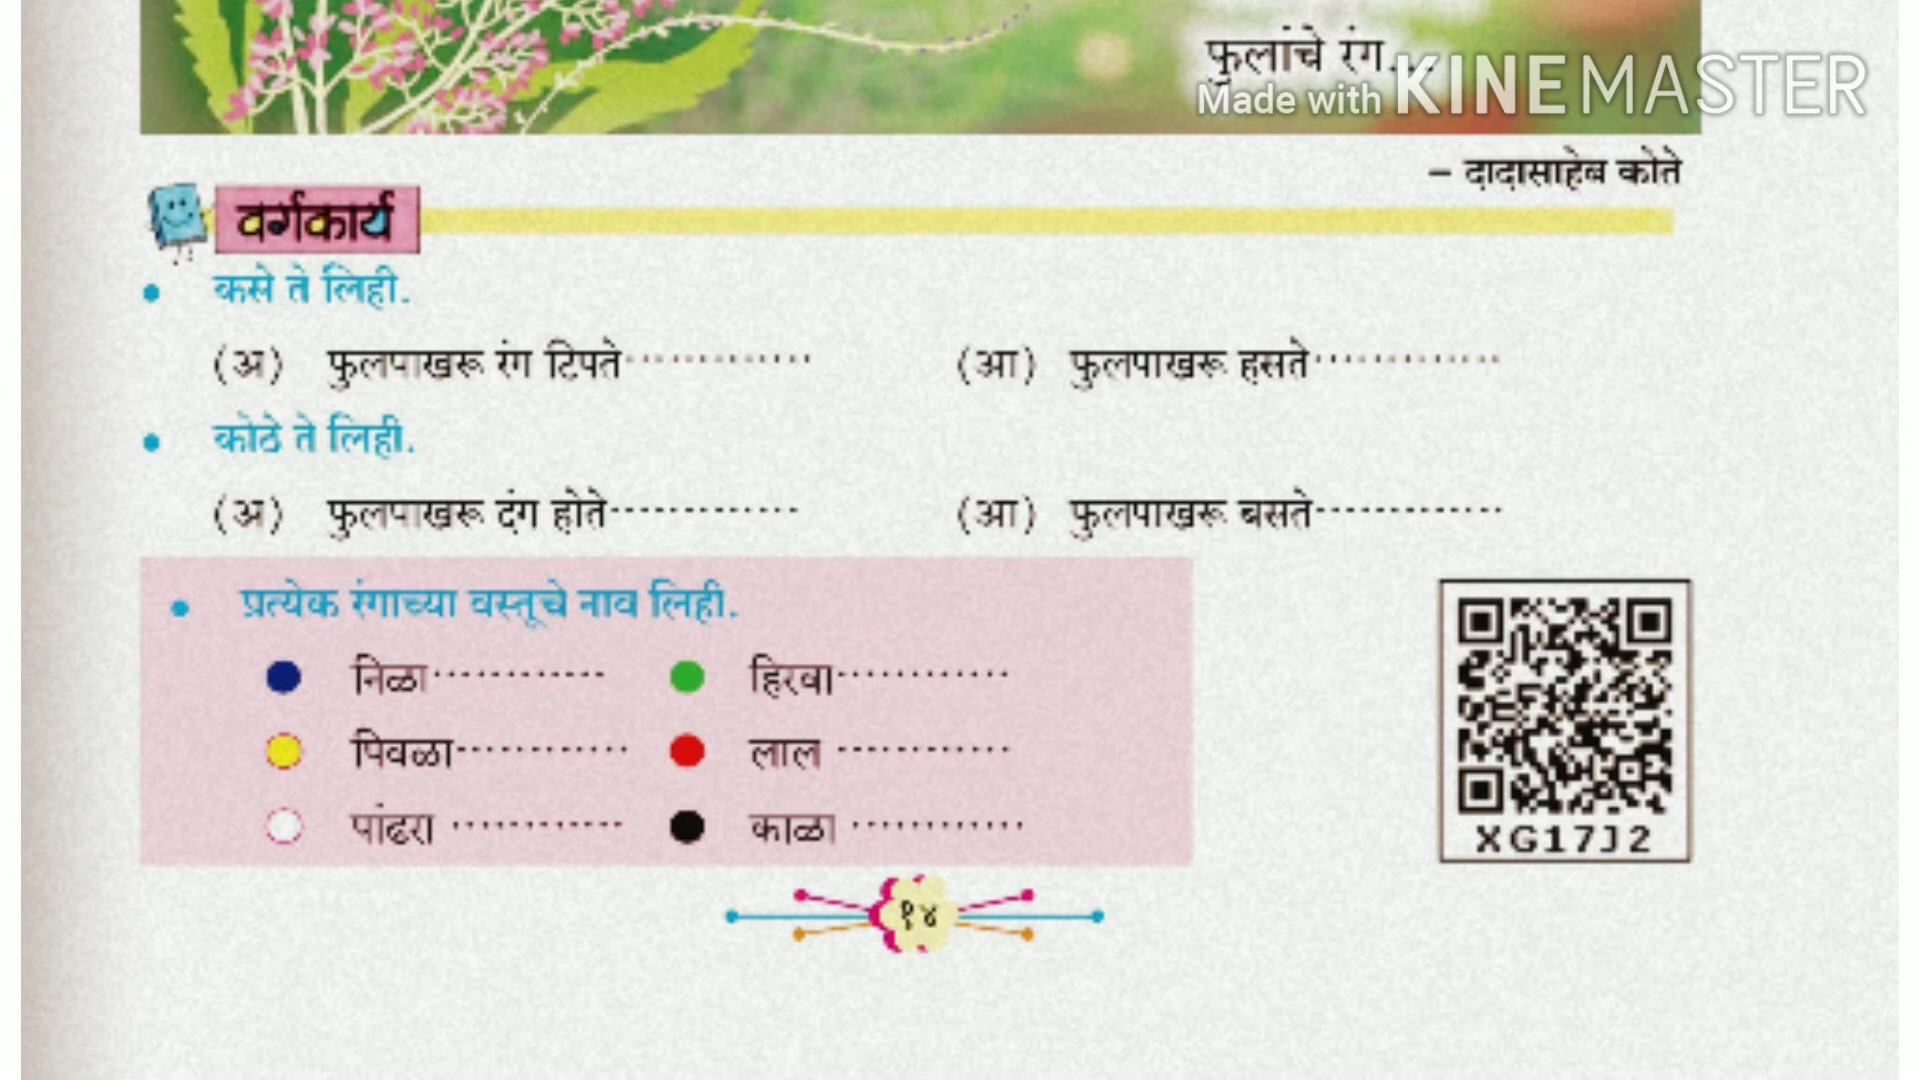 फुलांचे रंग...
Made with KINEMASTER
– दादासाहेब कोते
वर्गकार्य
• कसे ते लिही.
(अ) फुलपाखरू रंग टिपते............. (आ) फुलपाखरू हसते.............
• कोठे ते लिही.
(अ) फुलपाखरू दंग होते............. (आ) फुलपाखरू बसते.............
• प्रत्येक रंगाच्या वस्तूचे नाव लिही.
निळा............ हिरवा............
पिवळा............ लाल ............
पांढरा ............ काळा ............
XG17J2
१४